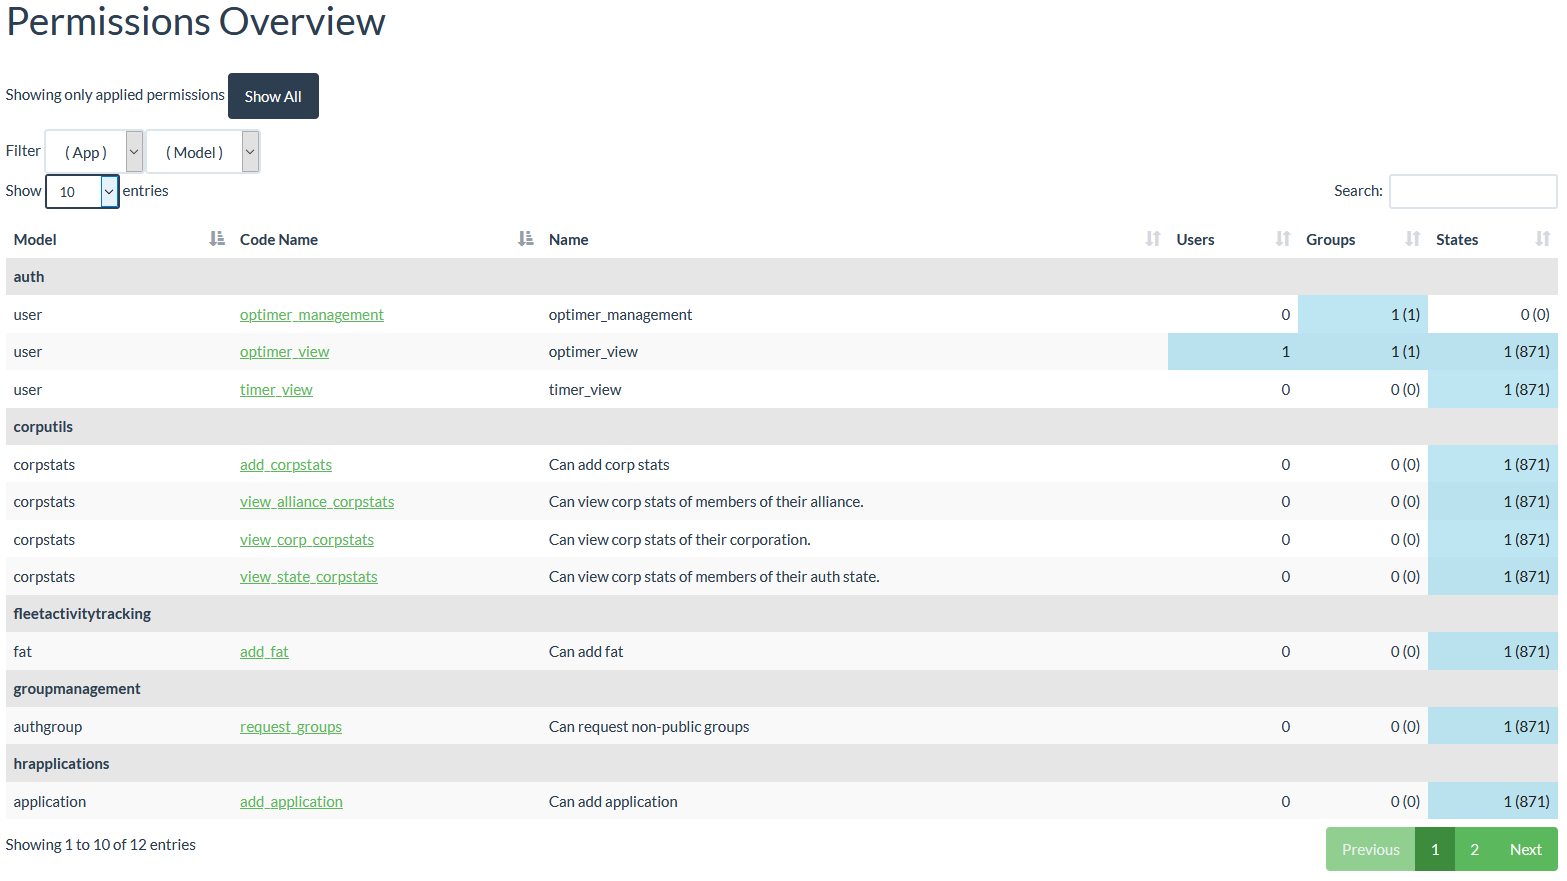 Permissions Overview
Showing only applied permissions Show All
Filter ( App ) ( Model )
Show 10 entries Search:
Model Code Name Name Users Groups States
auth
user optimer_management optimer_management 0 1 (1) 0 (0)
user optimer_view optimer_view 1 1 (1) 1 (871)
user timer_view timer_view 0 0 (0) 1 (871)
corputils
corpstats add_corpstats Can add corp stats 0 0 (0) 1 (871)
corpstats view_alliance_corpstats Can view corp stats of members of their alliance. 0 0 (0) 1 (871)
corpstats view_corp_corpstats Can view corp stats of their corporation. 0 0 (0) 1 (871)
corpstats view_state_corpstats Can view corp stats of members of their auth state. 0 0 (0) 1 (871)
fleetactivitytracking
fat add_fat Can add fat 0 0 (0) 1 (871)
groupmanagement
authgroup request_groups Can request non-public groups 0 0 (0) 1 (871)
hrapplications
application add_application Can add application 0 0 (0) 1 (871)
Showing 1 to 10 of 12 entries Previous 1 2 Next